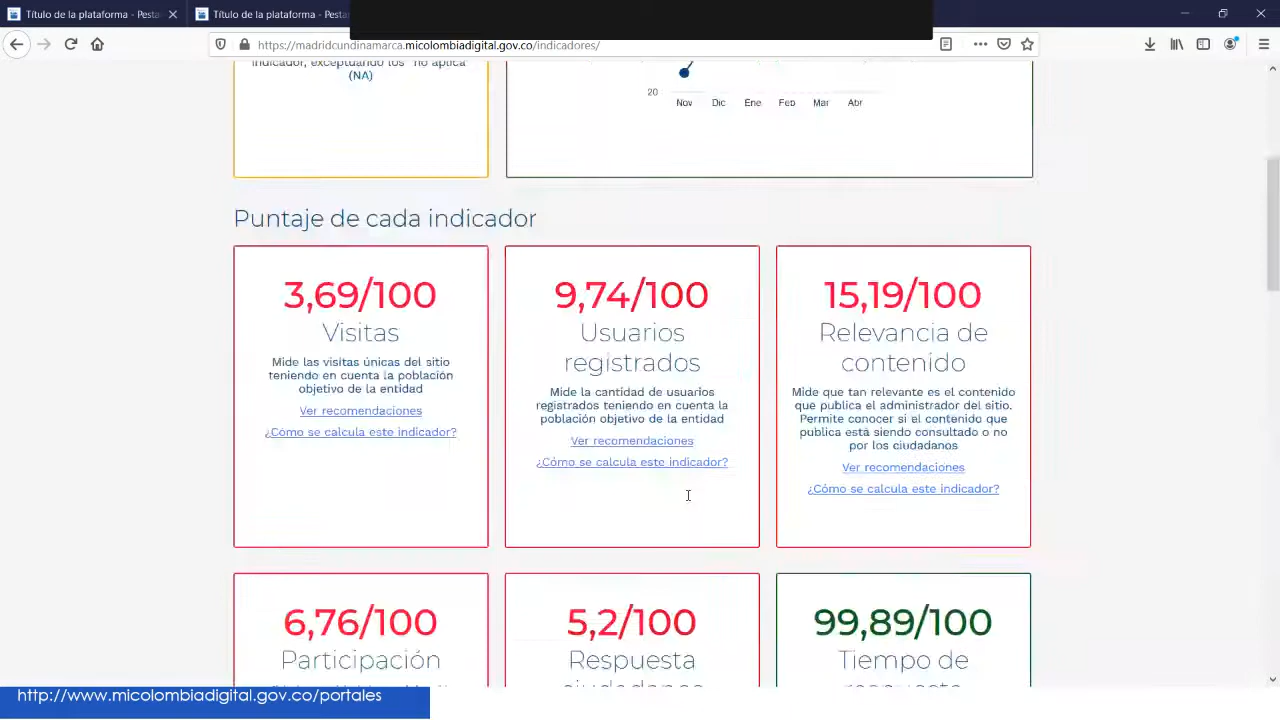 Título de la plataforma - Pesta
Título de la plataforma - Pesta
https://madridcundinamarca.micolombiadigital.gov.co/indicadores/
indicador, exceptuando los "no aplica"
(NA)
20
Nov Dic Ene Feb Mar Abr
Puntaje de cada indicador
3,69/100
Visitas
Mide las visitas únicas del sitio
teniendo en cuenta la población
objetivo de la entidad
Ver recomendaciones
¿Cómo se calcula este indicador?
9,74/100
Usuarios
registrados
Mide la cantidad de usuarios
registrados teniendo en cuenta la
población objetivo de la entidad
Ver recomendaciones
¿Cómo se calcula este indicador?
15,19/100
Relevancia de
contenido
Mide que tan relevante es el contenido
que publica el administrador del sitio.
Permite conocer si el contenido que
publica está siendo consultado o no
por los ciudadanos
Ver recomendaciones
¿Cómo se calcula este indicador?
6,76/100
Participación
5,2/100
Respuesta
ciudadanos
99,89/100
Tiempo de
respuesta
http://www.micolombiadigital.gov.co/portales